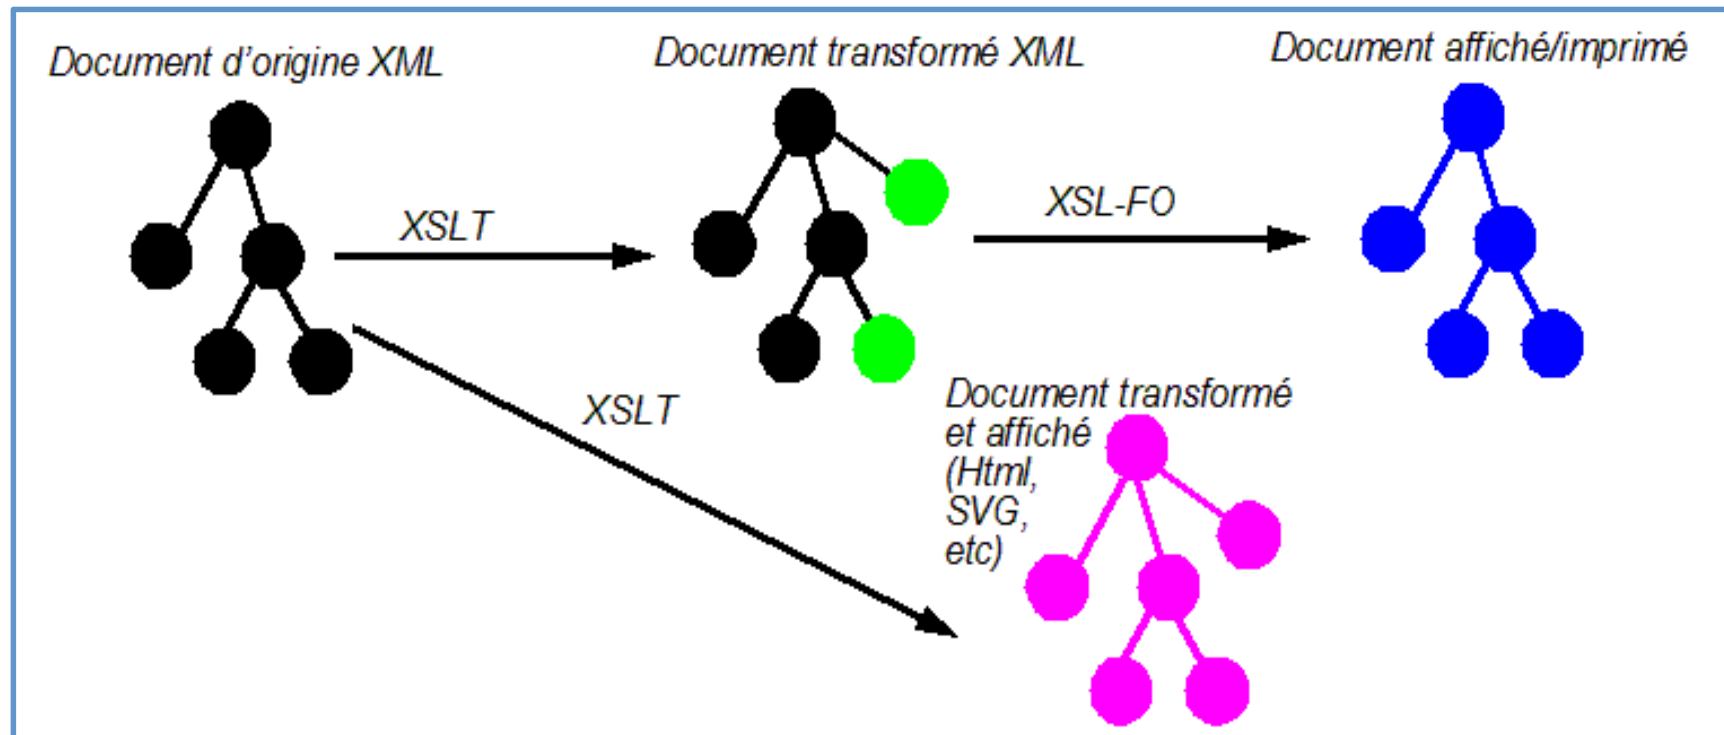 Document d'origine XML
Document transformé XML
Document affiché/imprimé
XSLT
XSL-FO
XSLT
Document transformé
et affiché
(Html,
SVG,
etc)